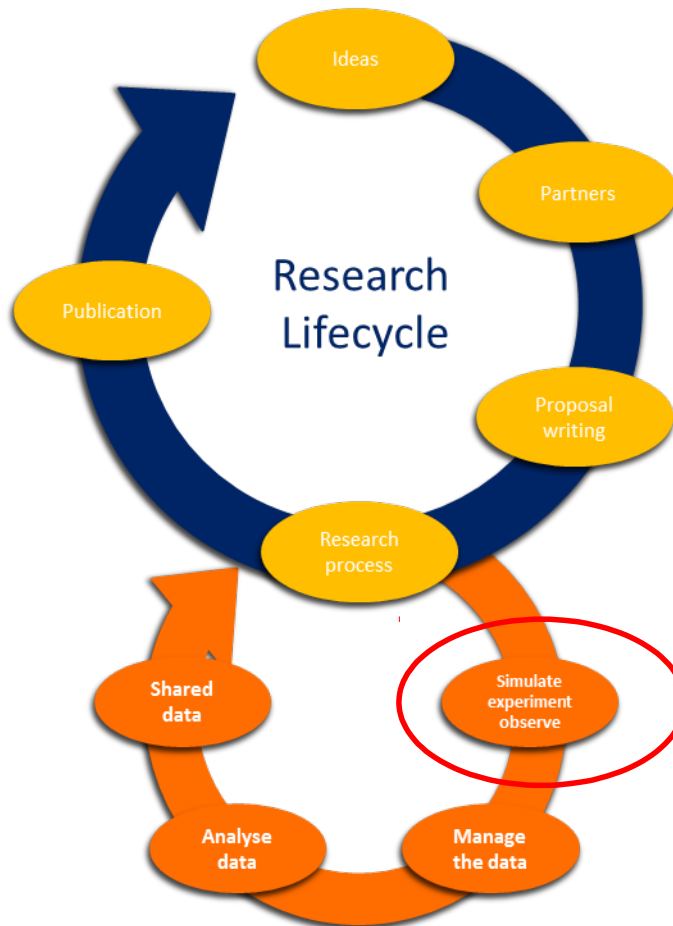 Ideas
Partners
Research
Lifecycle
Publication
Proposal
writing
Research
process
Simulate
experiment
observe
Shared
data
Manage
the data
Analyse
data